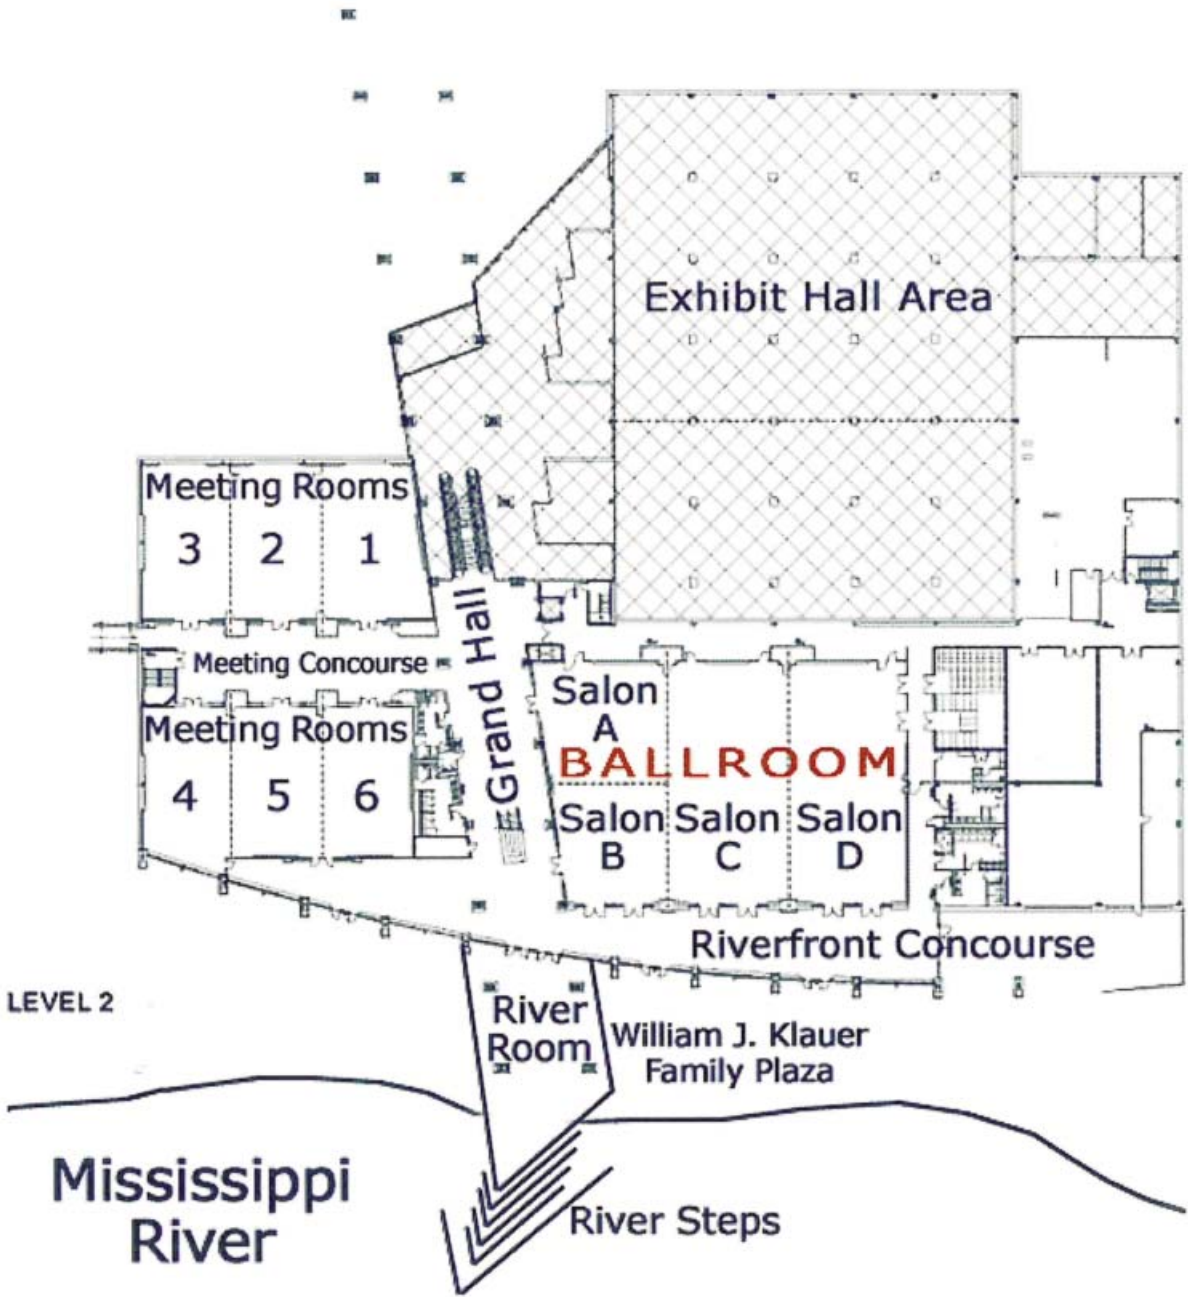 Exhibit Hall Area
Meeting Rooms
3 2 1
Grand Hall
Meeting Concourse
Salon
A
BALLROOM
Meeting Rooms
4 5 6
Salon
B
Salon
C
Salon
D
Riverfront Concourse
LEVEL 2
River
Room
William J. Klauer
Family Plaza
Mississippi
River
River Steps